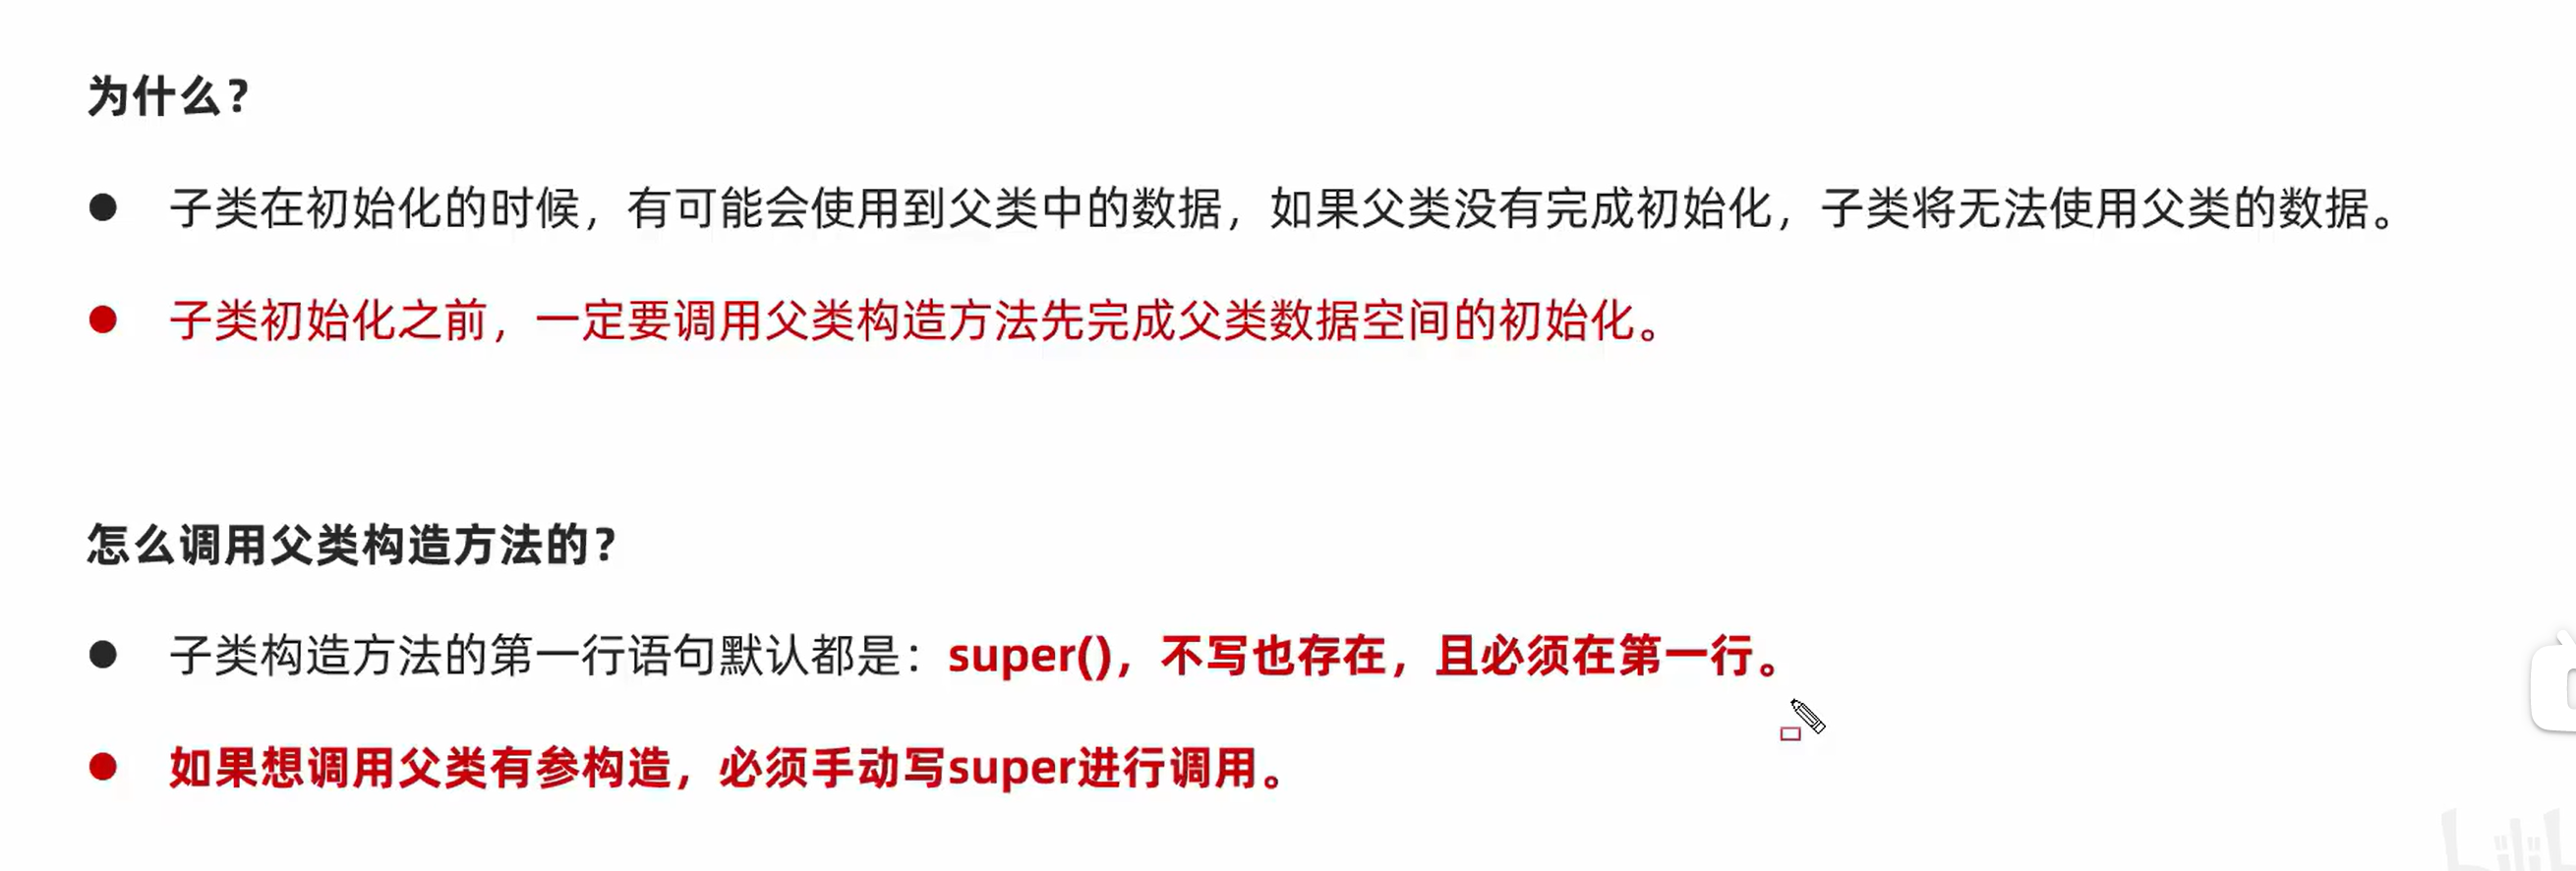 为什么？
● 子类在初始化的时候，有可能会使用到父类中的数据，如果父类没有完成初始化，子类将无法使用父类的数据。
● 子类初始化之前，一定要调用父类构造方法先完成父类数据空间的初始化。
怎么调用父类构造方法的？
● 子类构造方法的第一行语句默认都是：super()，不写也存在，且必须在第一行。
● 如果想调用父类有参构造，必须手动写super进行调用。